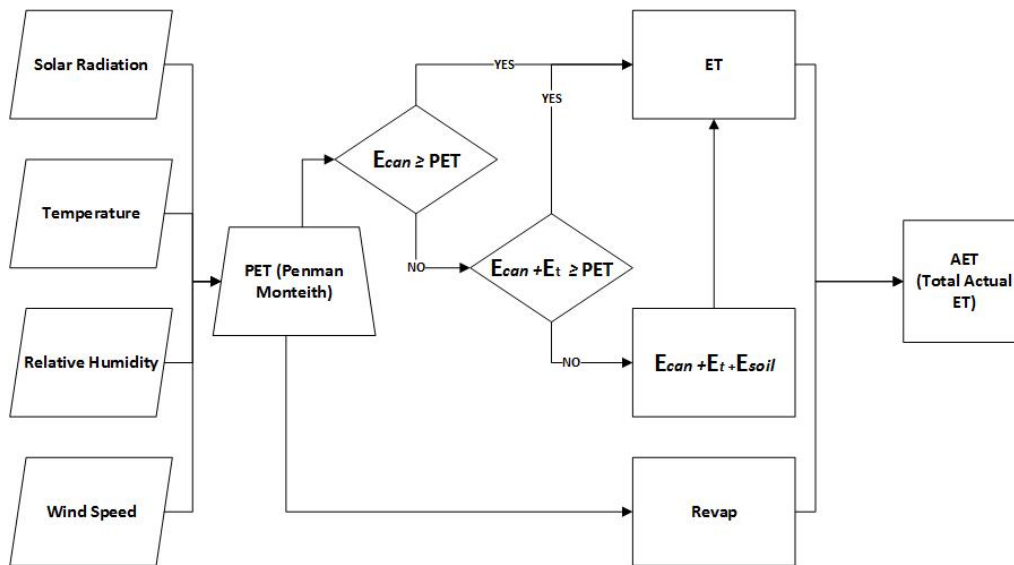 Solar Radiation
Temperature
Relative Humidity
Wind Speed
PET (Penman
Monteith)
Ecan ≥ PET
YES
NO
Ecan +Et ≥ PET
YES
NO
Ecan +Et +Esoil
ET
Revap
AET
(Total Actual
ET)